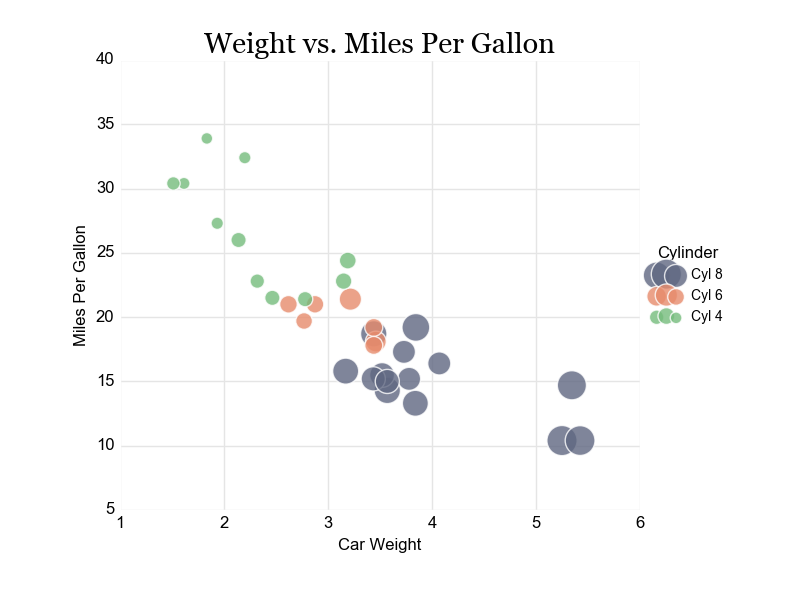 Weight vs. Miles Per Gallon
40
35
30
25
20
15
10
5
Miles Per Gallon
1 2 3 4 5 6
Car Weight
Cylinder
Cyl 8
Cyl 6
Cyl 4